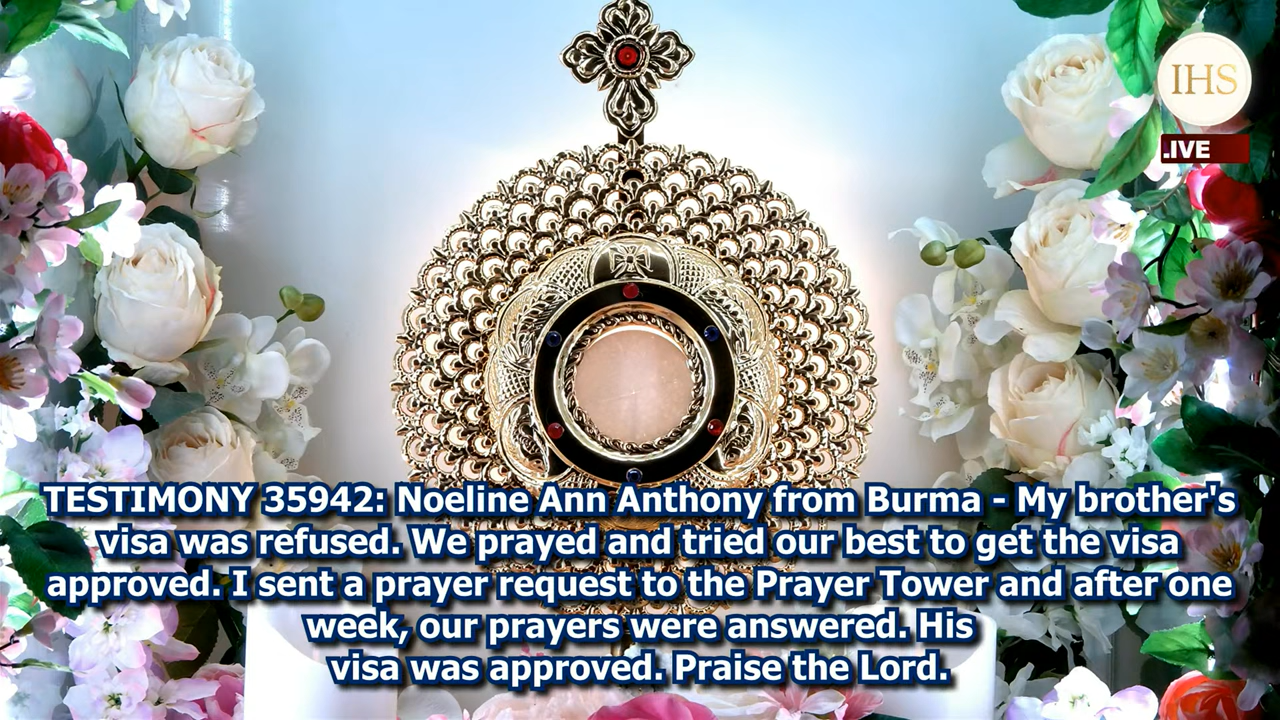 IHS
.IVE
TESTIMONY 35942: Noeline Ann Anthony from Burma - My brother's
visa was refused. We prayed and tried our best to get the visa
approved. I sent a prayer request to the Prayer Tower and after one
week, our prayers were answered. His
visa was approved. Praise the Lord.